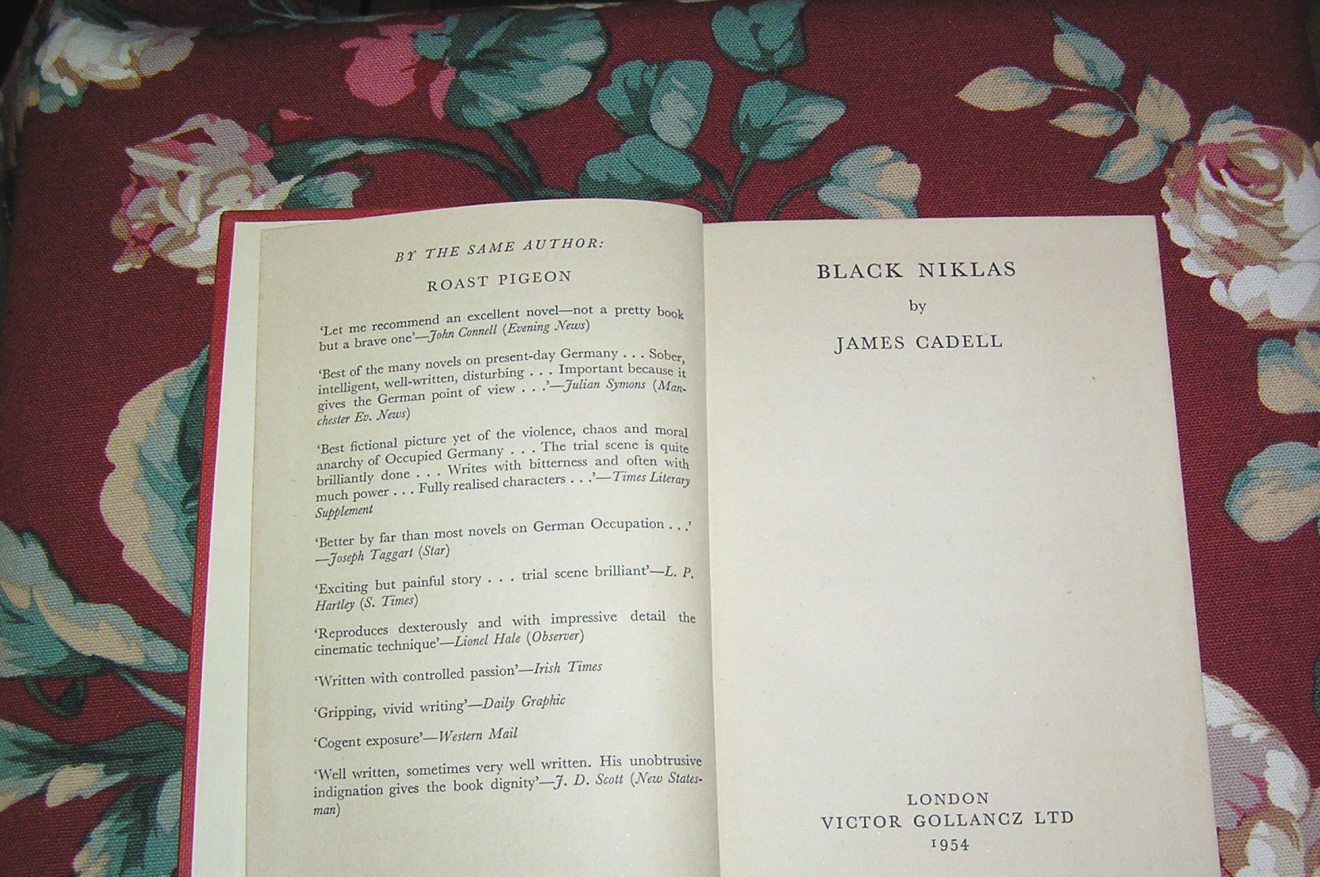 BY THE SAME AUTHOR:
ROAST PIGEON
‘Let me recommend an excellent novel—not a pretty book
but a brave one’—John Connell (Evening News)
‘Best of the many novels on present-day Germany . . . Sober,
intelligent, well-written, disturbing . . . Important because it
gives the German point of view . . .’—Julian Symons (Man-
chester Ev. News)
‘Best fictional picture yet of the violence, chaos and moral
anarchy of Occupied Germany . . . The trial scene is quite
brilliantly done . . . Writes with bitterness and often with
much power . . . Fully realised characters . . .’—Times Literary
Supplement
‘Better by far than most novels on German Occupation . . .’
—Joseph Taggart (Star)
‘Exciting but painful story . . . trial scene brilliant’—L. P.
Hartley (S. Times)
‘Reproduces dexterously and with impressive detail the
cinematic technique’—Lionel Hale (Observer)
‘Written with controlled passion’—Irish Times
‘Gripping, vivid writing’—Daily Graphic
‘Cogent exposure’—Western Mail
‘Well written, sometimes very well written. His unobtrusive
indignation gives the book dignity’—J. D. Scott (New States-
man)
BLACK NIKLAS
by
JAMES CADELL
LONDON
VICTOR GOLLANCZ LTD
1954